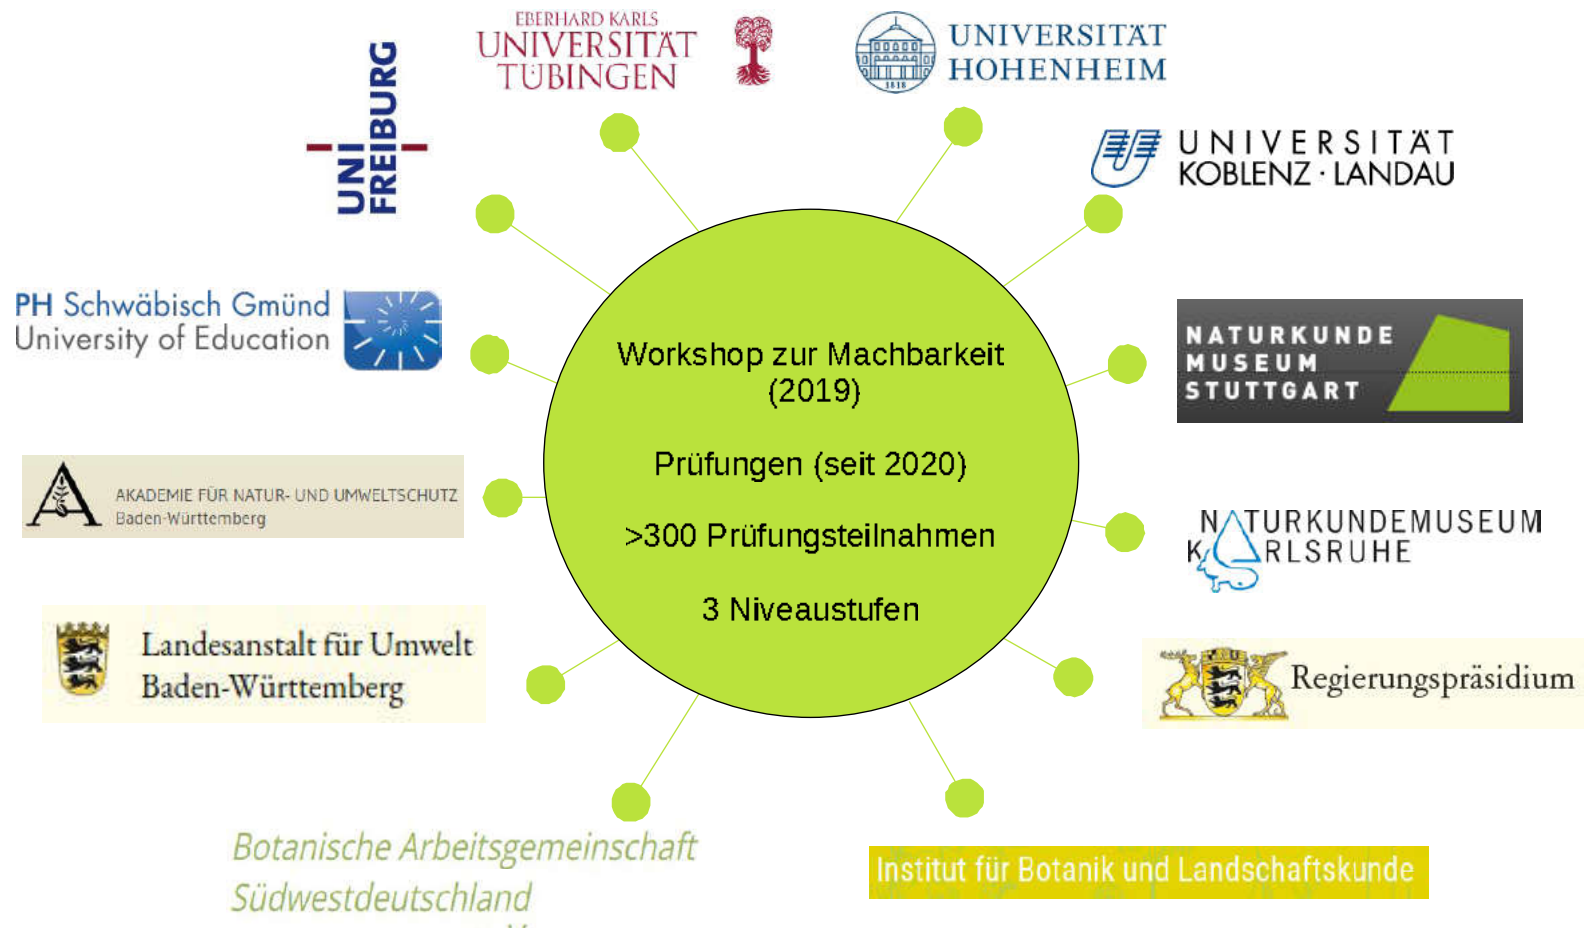 EBERHARD KARLS
UNIVERSITÄT
TÜBINGEN
UNIVERSITÄT
HOHENHEIM
1818
UNI
FREIBURG
UNIVERSITÄT
KOBLENZ · LANDAU
PH Schwäbisch Gmünd
University of Education
NATURKUNDE
MUSEUM
STUTTGART
Workshop zur Machbarkeit
(2019)
Prüfungen (seit 2020)
>300 Prüfungsteilnahmen
3 Niveaustufen
AKADEMIE FÜR NATUR- UND UMWELTSCHUTZ
Baden-Württemberg
NATURKUNDEMUSEUM
KARLSRUHE
Landesanstalt für Umwelt
Baden-Württemberg
Regierungspräsidium
Botanische Arbeitsgemeinschaft
Südwestdeutschland
Institut für Botanik und Landschaftskunde